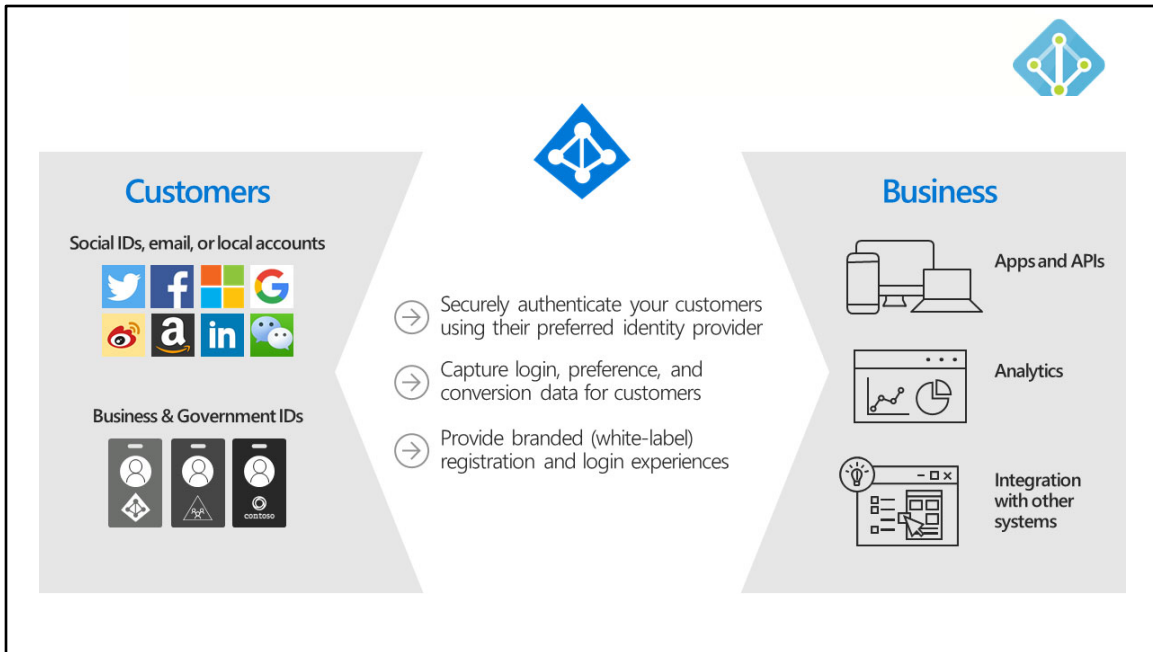 Customers
Social IDs, email, or local accounts
a
in
Business & Government IDs
contoso
Securely authenticate your customers
using their preferred identity provider
Capture login, preference, and
conversion data for customers
Provide branded (white-label)
registration and login experiences
Business
Apps and APIs
Analytics
Integration
with other
systems